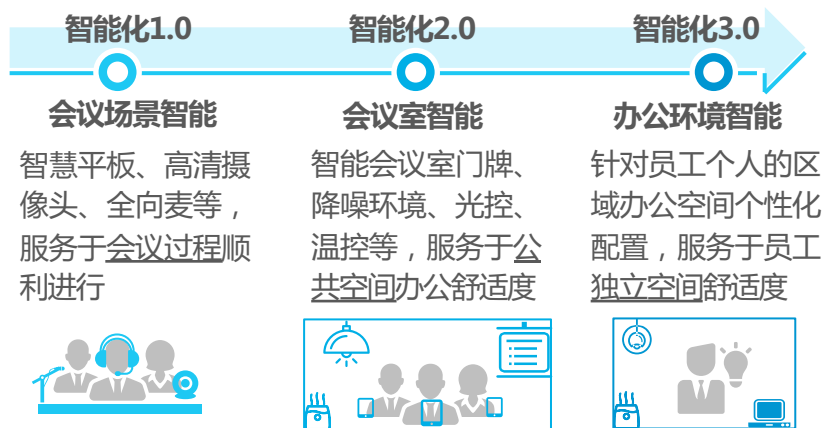 智能化1.0
智能化2.0
智能化3.0
会议场景智能
智慧平板、高清摄
像头、全向麦等，
服务于会议过程顺
利进行
会议室智能
智能会议室门牌、
降噪环境、光控、
温控等，服务于公
共空间办公舒适度
办公环境智能
针对员工个人的区
域办公空间个性化
配置，服务于员工
独立空间舒适度